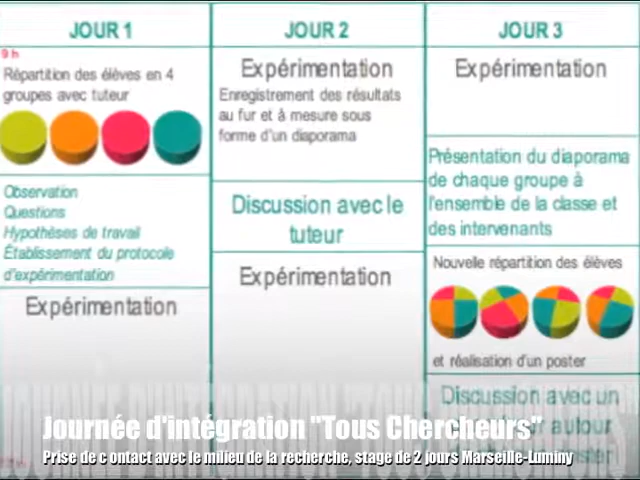 JOUR 1
9 h
Répartition des élèves en 4
groupes avec tuteur
Observation
Questions
Hypothèses de travail
Établissement du protocole
d'expérimentation
Expérimentation
JOUR 2
Expérimentation
Enregistrement des résultats
au fur et à mesure sous
forme d'un diaporama
Discussion avec le
tuteur
Expérimentation
JOUR 3
Expérimentation
Présentation du diaporama
de chaque groupe à
l'ensemble de la classe et
des intervenants
Nouvelle répartition des élèves
et réalisation d'un poster
Discussion avec un
autour
Journée d'intégration "Tous Chercheurs"
Prise de c ontact avec le milieu de la recherche, stage de 2 jours Marseille-Luminy